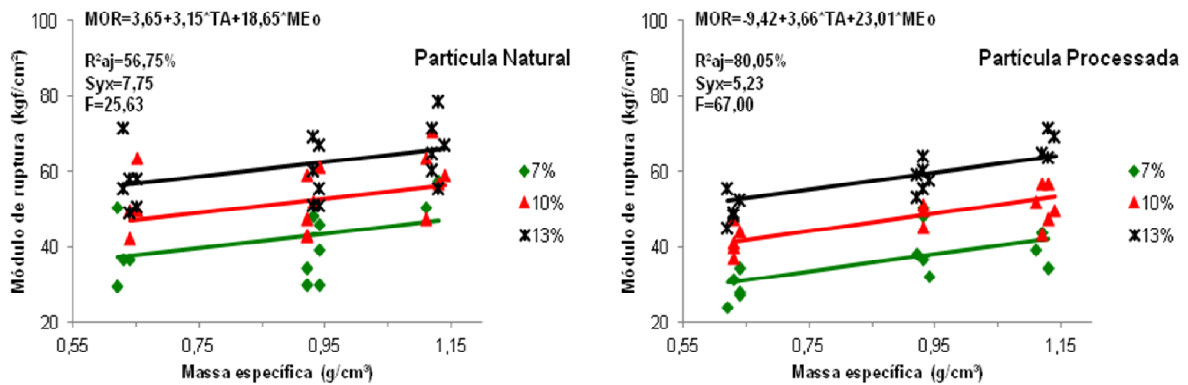 MOR=3,65+3,15*TA+18,65*MEo
R²aj=56,75%
Syx=7,75
F=25,63
Partícula Natural
Módulo de ruptura (kgf/cm²)
100
80
60
40
20
0,55
0,75
0,95
1,15
Massa específica (g/cm³)
7%
10%
13%
MOR=-9,42+3,66*TA+23,01*MEo
R²aj=80,05%
Syx=5,23
F=67,00
Partícula Processada
Módulo de ruptura (kgf/cm²)
100
80
60
40
20
0,55
0,75
0,95
1,15
Massa específica (g/cm³)
7%
10%
13%